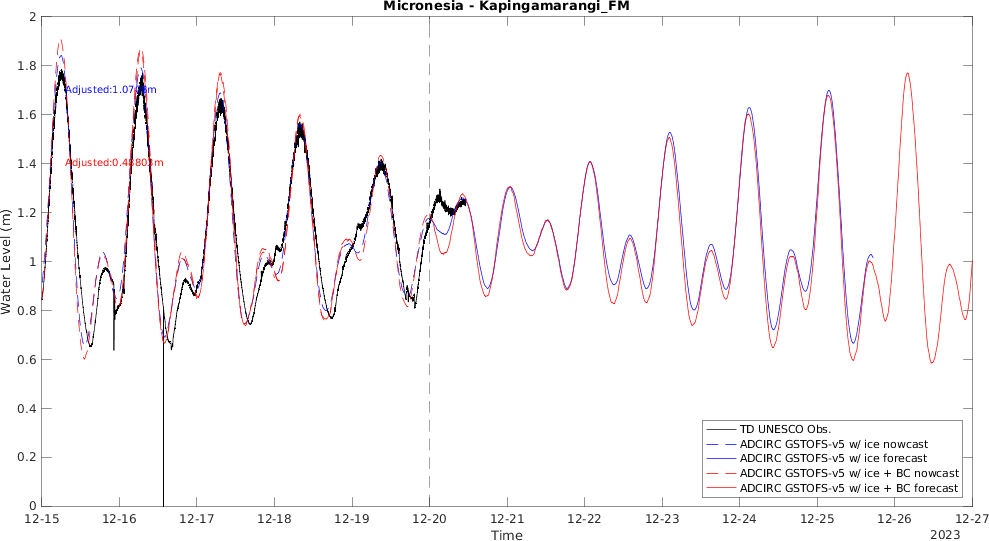 Micronesia - Kapingamarangi_FM
2
1.8
1.6
1.4
1.2
1
0.8
0.6
0.4
0.2
0
Water Level (m)
Adjusted:0.48803m
TD UNESCO Obs.
ADCIRC GSTOFS-v5 w/ ice nowcast
ADCIRC GSTOFS-v5 w/ ice forecast
ADCIRC GSTOFS-v5 w/ ice + BC nowcast
ADCIRC GSTOFS-v5 w/ ice + BC forecast
12-15 12-16 12-17 12-18 12-19 12-20 12-21 12-22 12-23 12-24 12-25 12-26 12-27
Time
2023